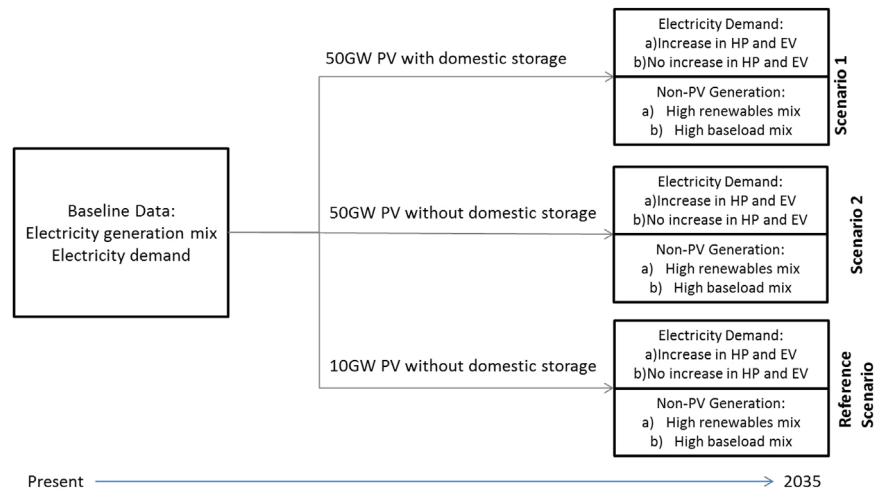 50GW PV with domestic storage
Electricity Demand:
a)Increase in HP and EV
b)No increase in HP and EV
Non-PV Generation:
a) High renewables mix
b) High baseload mix
Scenario 1
Baseline Data:
Electricity generation mix
Electricity demand
50GW PV without domestic storage
Electricity Demand:
a)Increase in HP and EV
b)No increase in HP and EV
Non-PV Generation:
a) High renewables mix
b) High baseload mix
Scenario 2
10GW PV without domestic storage
Electricity Demand:
a)Increase in HP and EV
b)No increase in HP and EV
Non-PV Generation:
a) High renewables mix
b) High baseload mix
Reference
Scenario
Present
2035